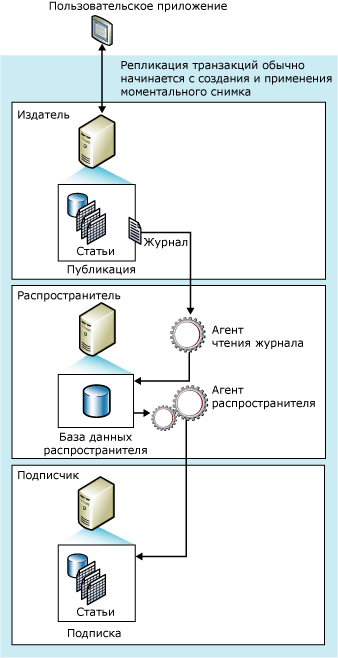 Пользовательское приложение
Репликация транзакций обычно
начинается с создания и применения
моментального снимка
Издатель
Статьи
Журнал
Публикация
Распространитель
Агент
чтения журнала
Агент
распространителя
База данных
распространителя
Подписчик
Статьи
Подписка